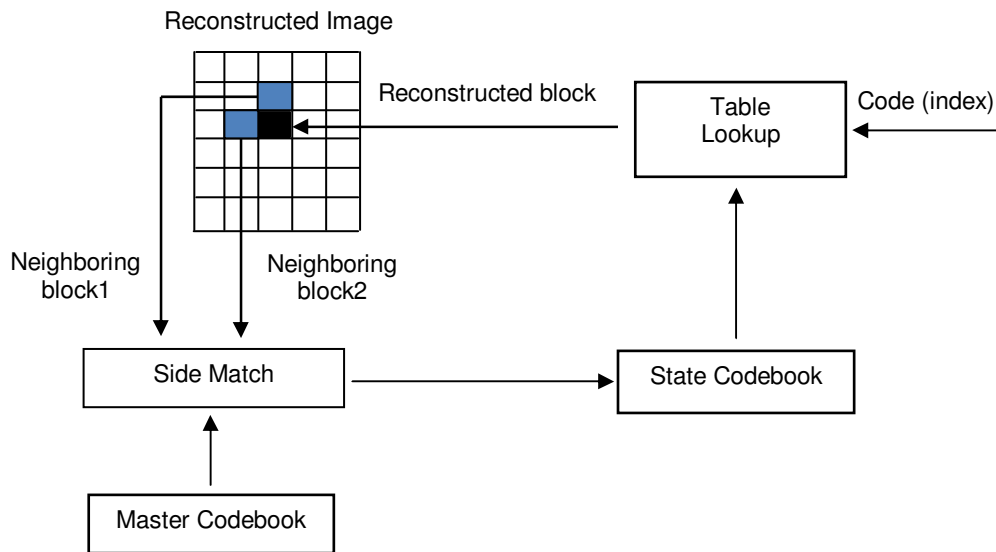 Reconstructed Image
Reconstructed block
Table
Lookup
Code (index)
Neighboring
block1
Neighboring
block2
Side Match
State Codebook
Master Codebook